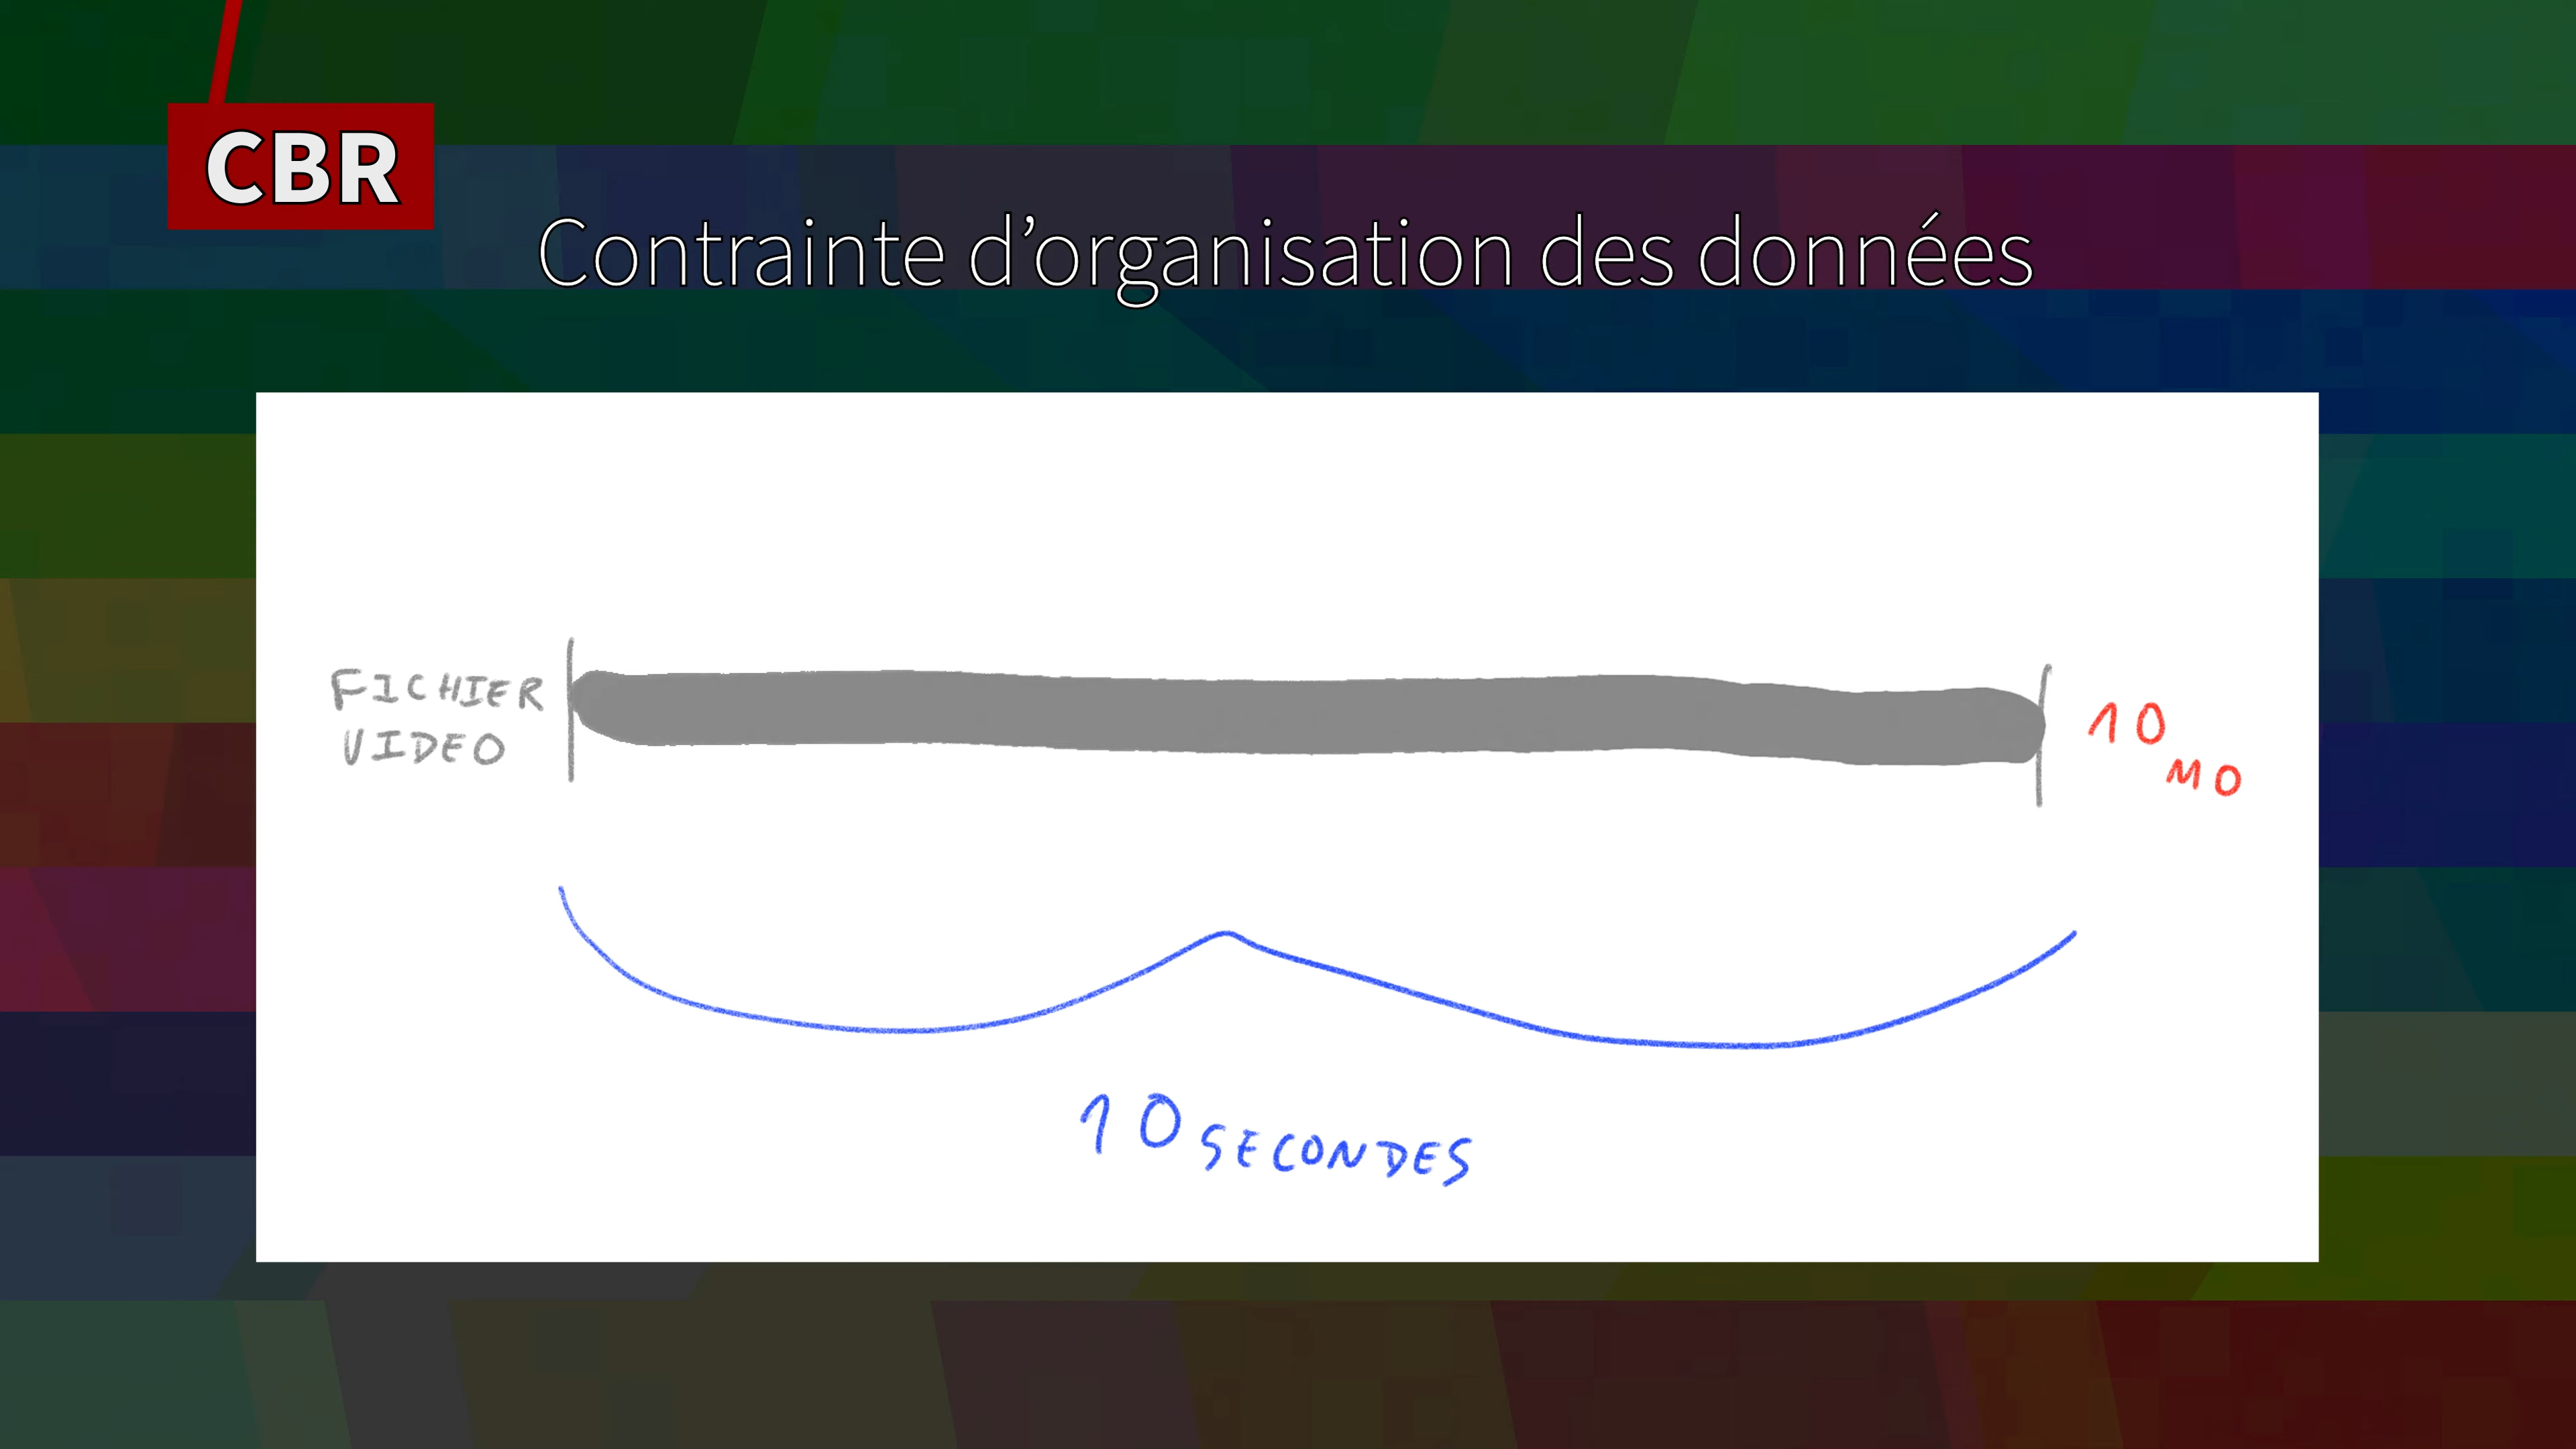 CBR
Contrainte d’organisation des données
FICHIER
VIDEO
10
MO
10 SECONDES